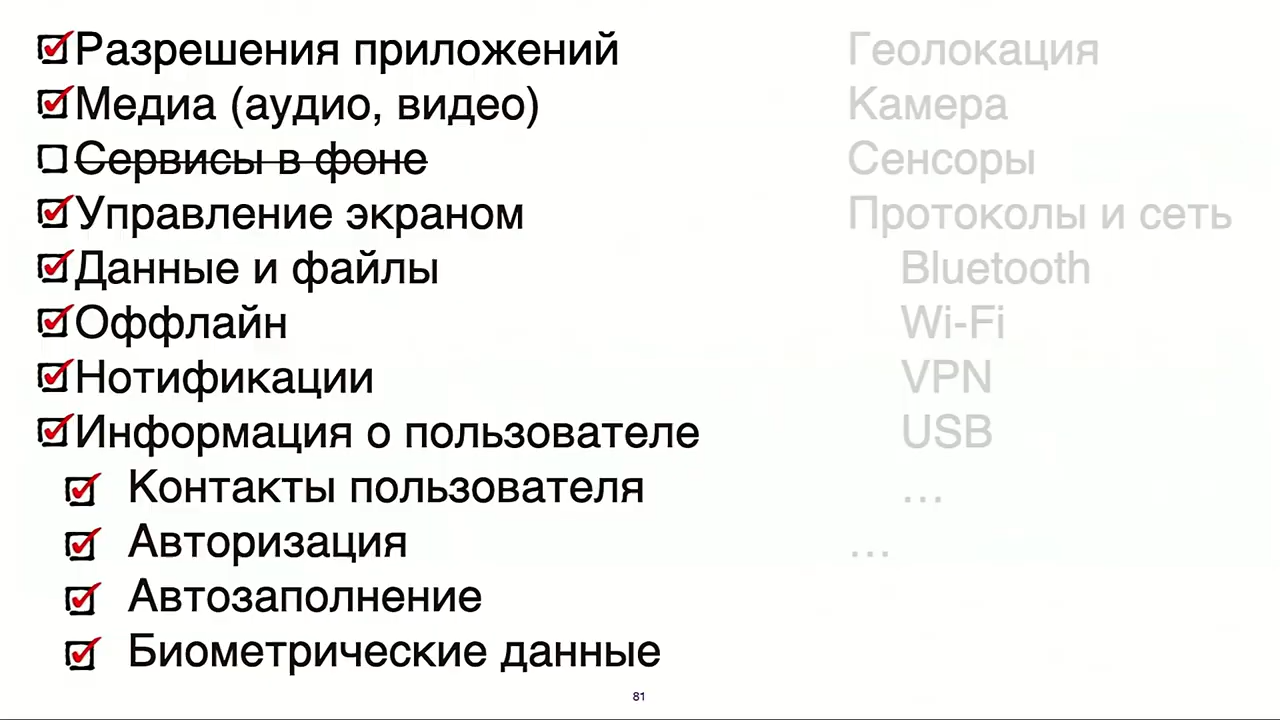 Разрешения приложений
Медиа (аудио, видео)
Сервисы в фоне
Управление экраном
Данные и файлы
Оффлайн
Нотификации
Информация о пользователе
Контакты пользователя
Авторизация
Автозаполнение
Биометрические данные
Геолокация
Камера
Сенсоры
Протоколы и сеть
Bluetooth
Wi-Fi
VPN
USB
...
...
81